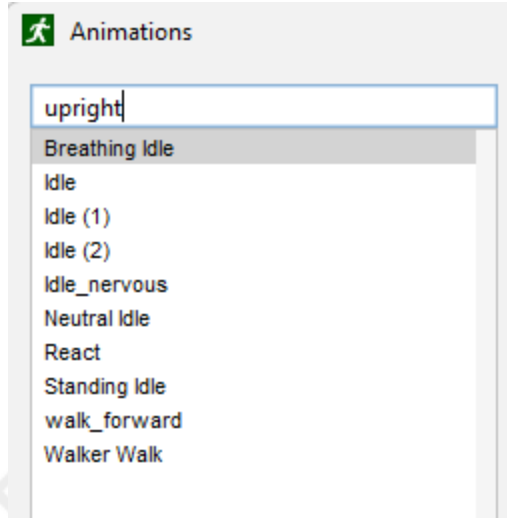 Animations
upright
Breathing Idle
Idle
Idle (1)
Idle (2)
Idle_nervous
Neutral Idle
React
Standing Idle
walk_forward
Walker Walk